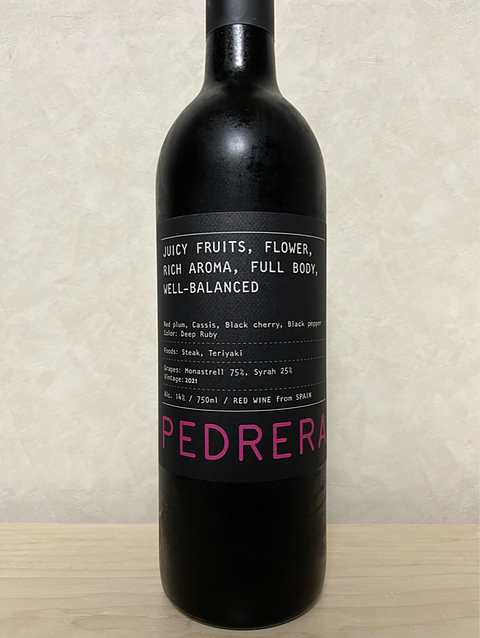 JUICY FRUITS, FLOWER,
RICH AROMA, FULL BODY,
WELL-BALANCED
Red plum, Cassis, Black cherry, Black pepper
Color: Deep Ruby
Foods: Steak, Teriyaki
Grapes: Monastrell 75%, Syrah 25%
Vintage: 2021
Alc. 14% / 750ml / RED WINE from SPAIN
PEDRERA